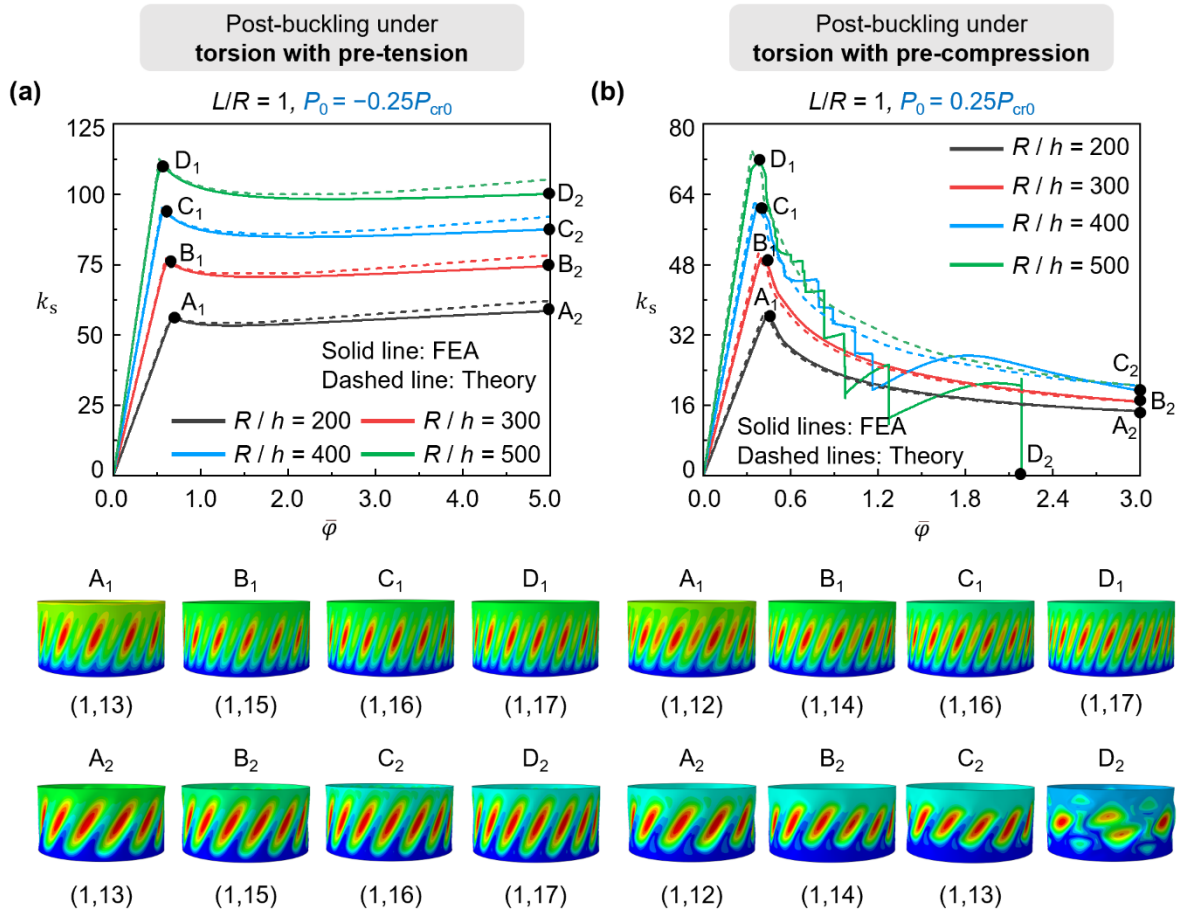 Post-buckling under
torsion with pre-tension
Post-buckling under
torsion with pre-compression
(a)
L/R = 1, P₀ = −0.25P_cr0
125
100
75
50
25
0
kₛ
0.0 1.0 2.0 3.0 4.0 5.0
φ̄
D₁
C₁
B₁
A₁
D₂
C₂
B₂
A₂
Solid line: FEA
Dashed line: Theory
R / h = 200 R / h = 300
R / h = 400 R / h = 500
(b)
L/R = 1, P₀ = 0.25P_cr0
80
64
48
32
16
0
kₛ
0.0 0.6 1.2 1.8 2.4 3.0
φ̄
R / h = 200
R / h = 300
R / h = 400
R / h = 500
D₁
C₁
B₁
A₁
C₂
B₂
A₂
D₂
Solid lines: FEA
Dashed lines: Theory
A₁ B₁ C₁ D₁ A₁ B₁ C₁ D₁
(1,13) (1,15) (1,16) (1,17) (1,12) (1,14) (1,16) (1,17)
A₂ B₂ C₂ D₂ A₂ B₂ C₂ D₂
(1,13) (1,15) (1,16) (1,17) (1,12) (1,14) (1,13)